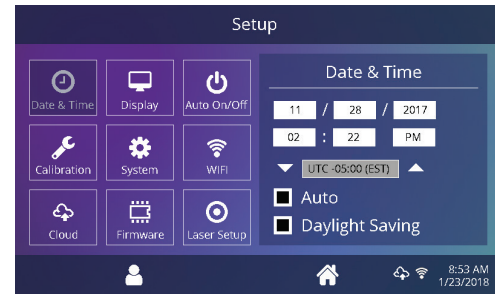 Setup
Date & Time
Display
Auto On/Off
Calibration
System
WIFI
Cloud
Firmware
Laser Setup
Date & Time
11 / 28 / 2017
02 : 22 PM
UTC -05:00 (EST)
Auto
Daylight Saving
8:53 AM
1/23/2018